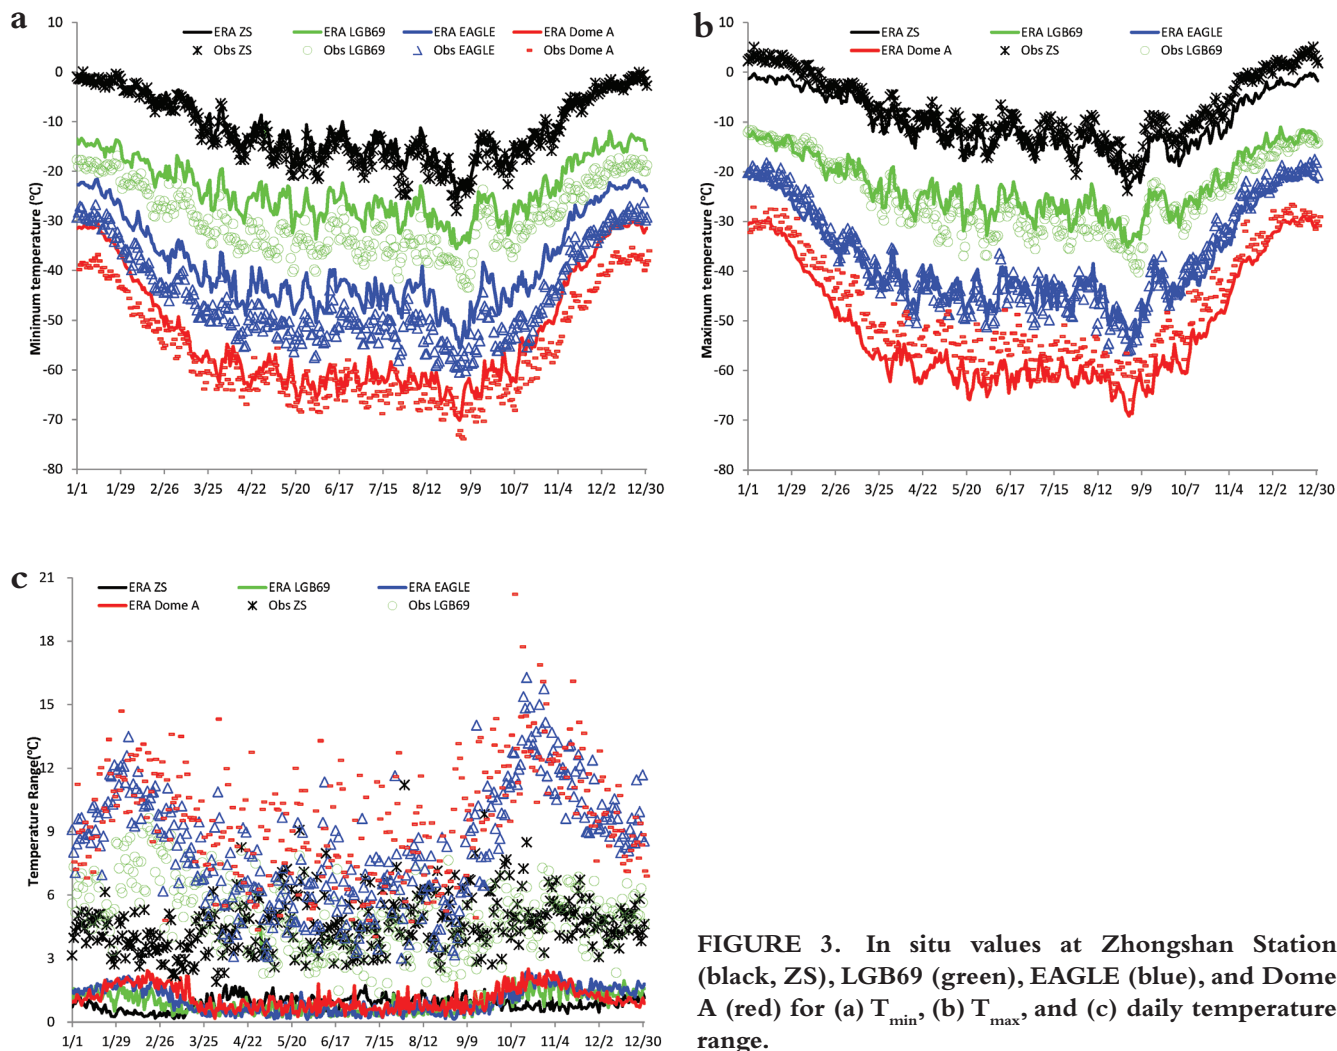 a
ERA ZS
ERA LGB69
ERA EAGLE
ERA Dome A
Obs ZS
Obs LGB69
Obs EAGLE
Obs Dome A
Minimum temperature (°C)
10
0
-10
-20
-30
-40
-50
-60
-70
-80
1/1 1/29 2/26 3/25 4/22 5/20 6/17 7/15 8/12 9/9 10/7 11/4 12/2 12/30
b
ERA ZS
ERA LGB69
ERA EAGLE
ERA Dome A
Obs ZS
Obs LGB69
Maximum temperature (°C)
10
0
-10
-20
-30
-40
-50
-60
-70
-80
1/1 1/29 2/26 3/25 4/22 5/20 6/17 7/15 8/12 9/9 10/7 11/4 12/2 12/30
c
ERA ZS
ERA LGB69
ERA EAGLE
ERA Dome A
Obs ZS
Obs LGB69
Temperature Range(°C)
21
18
15
12
9
6
3
0
1/1 1/29 2/26 3/25 4/22 5/20 6/17 7/15 8/12 9/9 10/7 11/4 12/2 12/30
FIGURE 3. In situ values at Zhongshan Station
(black, ZS), LGB69 (green), EAGLE (blue), and Dome
A (red) for (a) Tmin, (b) Tmax, and (c) daily temperature
range.